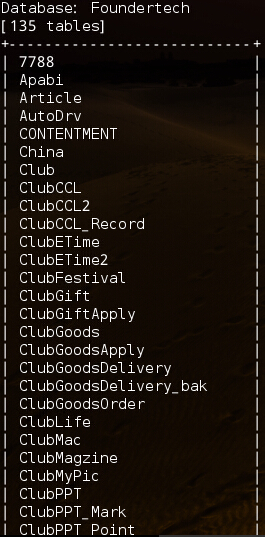 Database: Foundertech
[135 tables]
+---------------------------+
| 7788 |
| Apabi |
| Article |
| AutoDrv |
| CONTENTMENT |
| China |
| Club |
| ClubCCL |
| ClubCCL2 |
| ClubCCL_Record |
| ClubETime |
| ClubETime2 |
| ClubFestival |
| ClubGift |
| ClubGiftApply |
| ClubGoods |
| ClubGoodsApply |
| ClubGoodsDelivery |
| ClubGoodsDelivery_bak |
| ClubGoodsOrder |
| ClubLife |
| ClubMac |
| ClubMagzine |
| ClubMyPic |
| ClubPPT |
| ClubPPT_Mark |
| ClubPPT_Point |